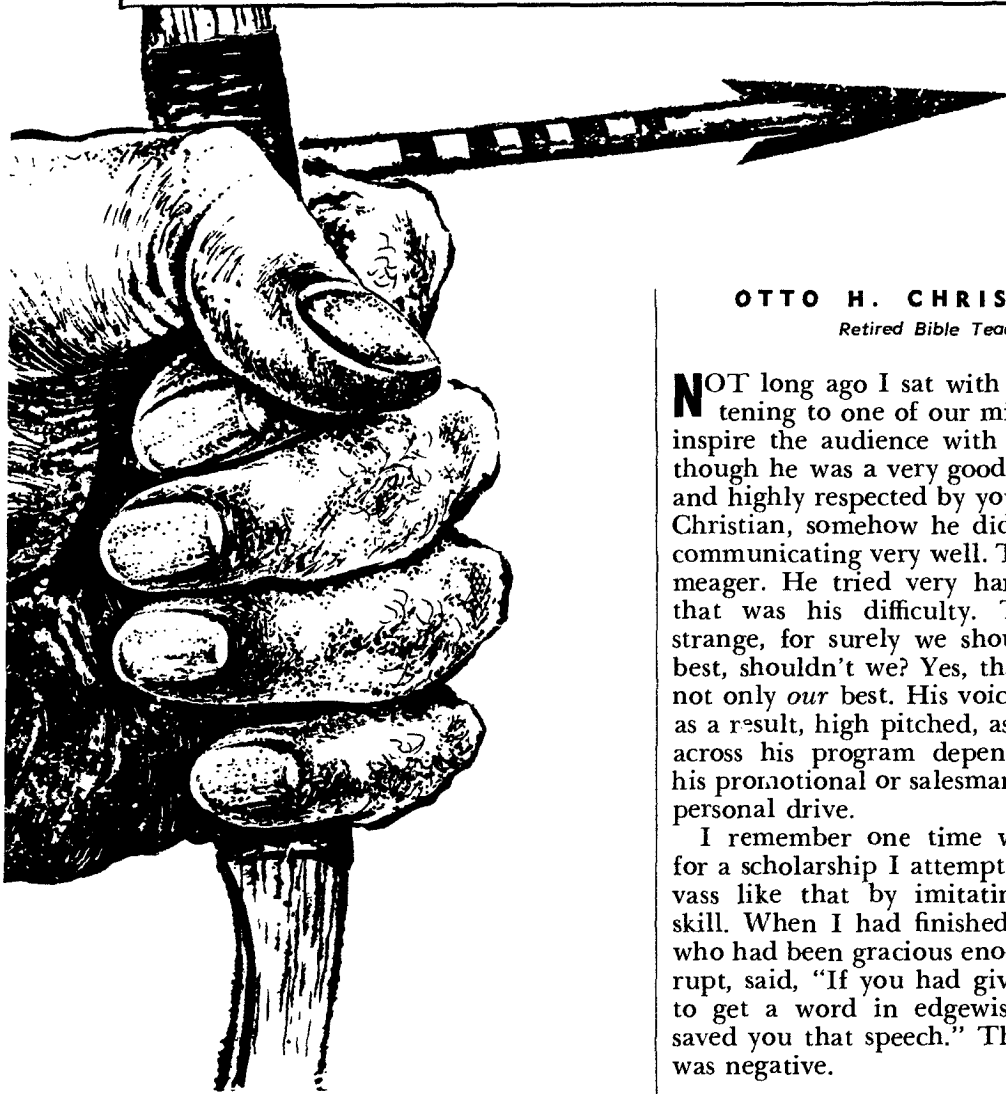 OTTO H. CHRIS
Retired Bible Tea
NOT long ago I sat with
tening to one of our mi
inspire the audience with
though he was a very good
and highly respected by yo
Christian, somehow he did
communicating very well. T
meager. He tried very har
that was his difficulty. T
strange, for surely we shou
best, shouldn't we? Yes, tha
not only our best. His voic
as a result, high pitched, as
across his program depen
his promotional or salesman
personal drive.
I remember one time w
for a scholarship I attempt
vass like that by imitatin
skill. When I had finished
who had been gracious eno
rupt, said, “If you had giv
to get a word in edgewis
saved you that speech.” Th
was negative.